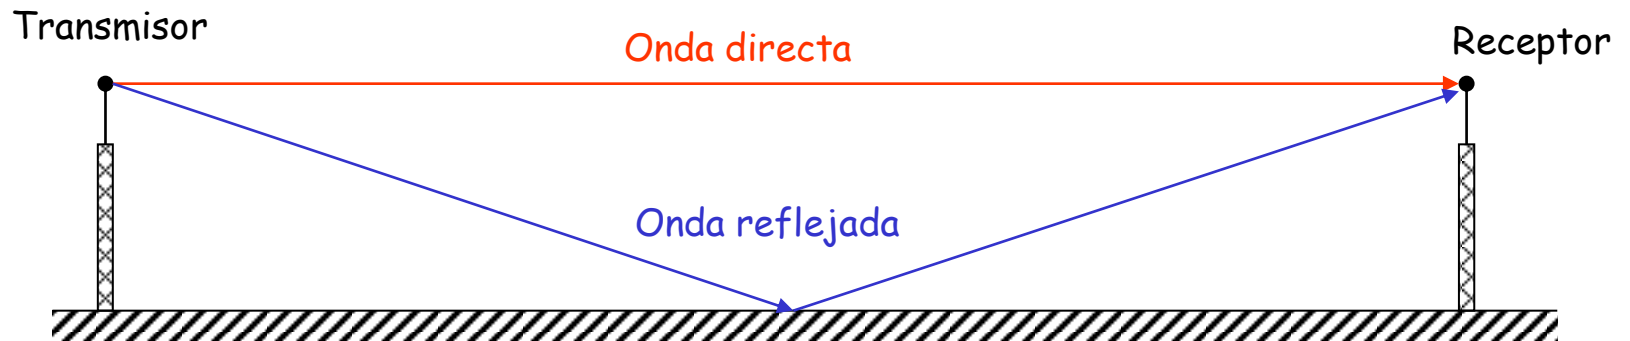 Transmisor
Onda directa
Receptor
Onda reflejada